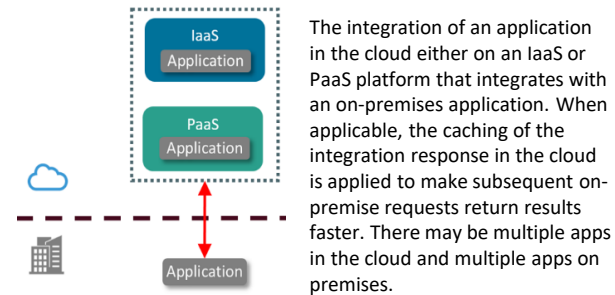 IaaS
Application
PaaS
Application
Application
The integration of an application
in the cloud either on an IaaS or
PaaS platform that integrates with
an on-premises application. When
applicable, the caching of the
integration response in the cloud
is applied to make subsequent on-
premise requests return results
faster. There may be multiple apps
in the cloud and multiple apps on
premises.